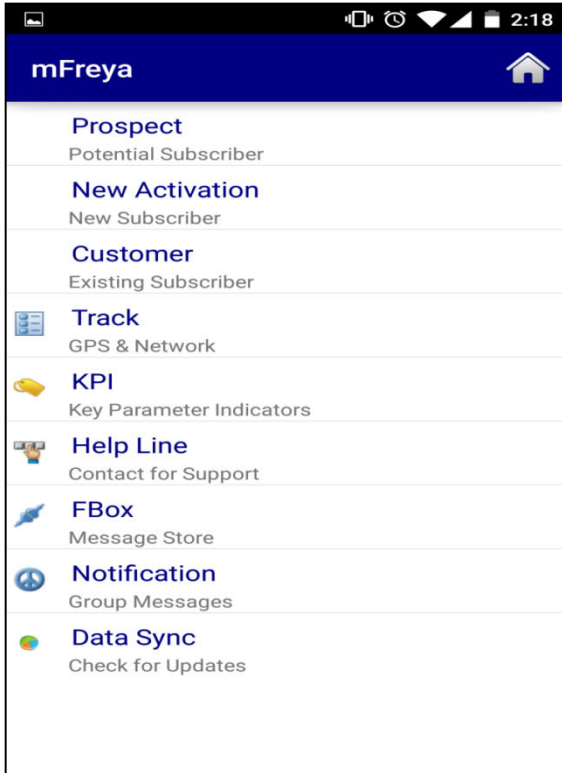 2:18
mFreya
Prospect
Potential Subscriber
New Activation
New Subscriber
Customer
Existing Subscriber
Track
GPS & Network
KPI
Key Parameter Indicators
Help Line
Contact for Support
FBox
Message Store
Notification
Group Messages
Data Sync
Check for Updates